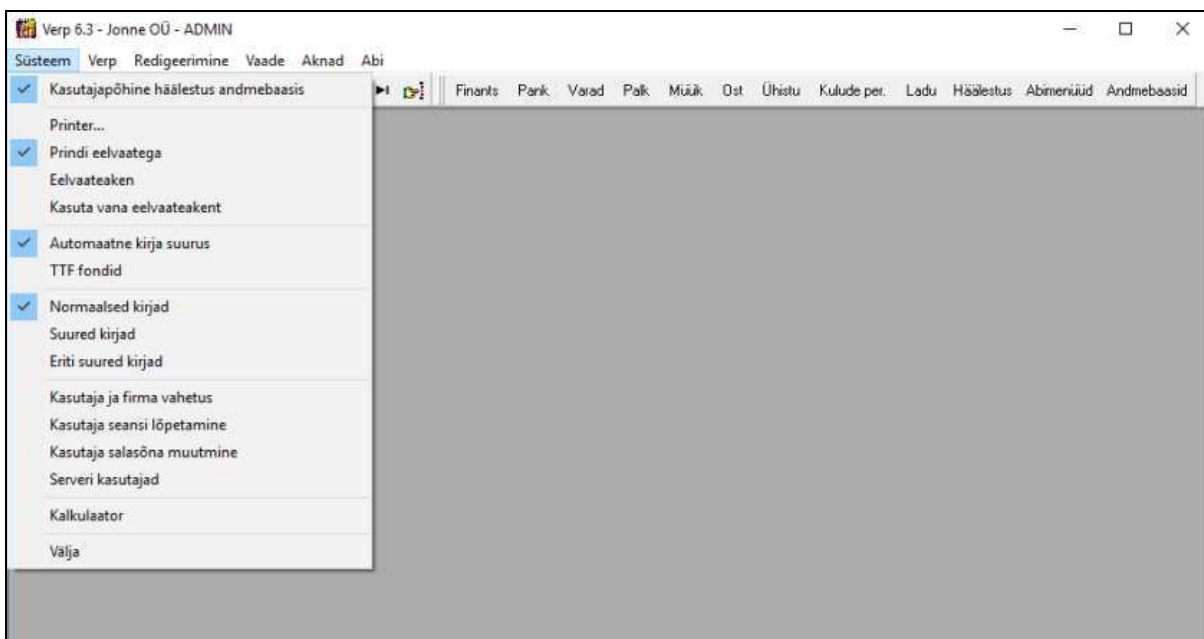 Verp 6.3 - Jonne OÜ - ADMIN
Süsteem Verp Redigeerimine Vaade Aknad Abi
Finants Pank Varad Palk Müük Ost Ühistu Kulude per. Ladu Häälestus Abimenüüd Andmebaasid
Kasutajapõhine häälestus andmebaasis
Printer...
Prindi eelvaatega
Eelvaateaken
Kasuta vana eelvaateakent
Automaatne kirja suurus
TTF fondid
Normaalsed kirjad
Suured kirjad
Eriti suured kirjad
Kasutaja ja firma vahetus
Kasutaja seansi lõpetamine
Kasutaja salasõna muutmine
Serveri kasutajad
Kalkulaator
Välja